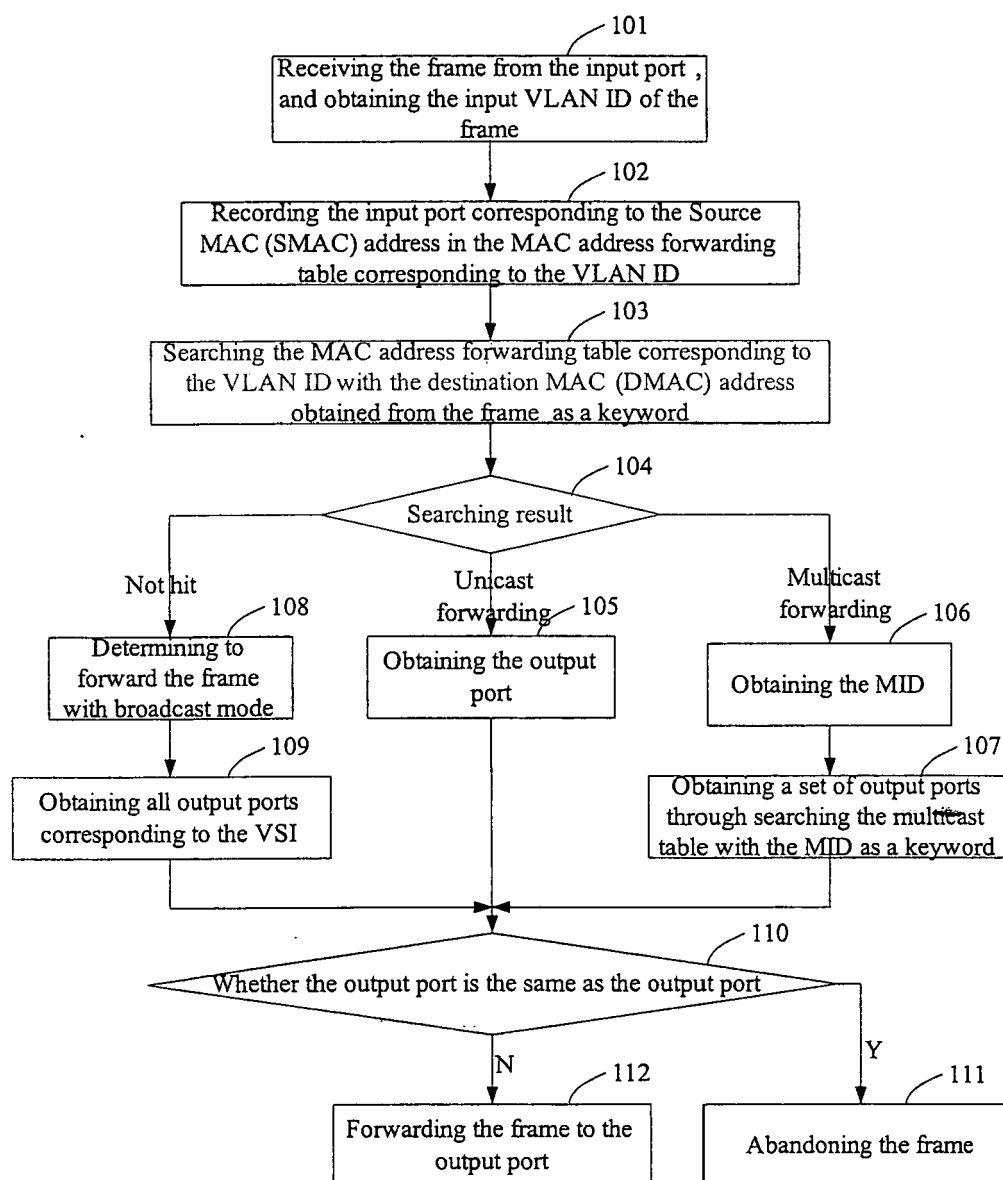 101
Receiving the frame from the input port ,
and obtaining the input VLAN ID of the
frame
102
Recording the input port corresponding to the Source
MAC (SMAC) address in the MAC address forwarding
table corresponding to the VLAN ID
103
Searching the MAC address forwarding table corresponding to
the VLAN ID with the destination MAC (DMAC) address
obtained from the frame as a keyword
104
Searching result
Not hit
Unicast
forwarding
Multicast
forwarding
108
Determining to
forward the frame
with broadcast mode
105
Obtaining the output
port
106
Obtaining the MID
109
Obtaining all output ports
corresponding to the VSI
107
Obtaining a set of output ports
through searching the multicast
table with the MID as a keyword
110
Whether the output port is the same as the output port
N
Y
112
Forwarding the frame to the
output port
111
Abandoning the frame